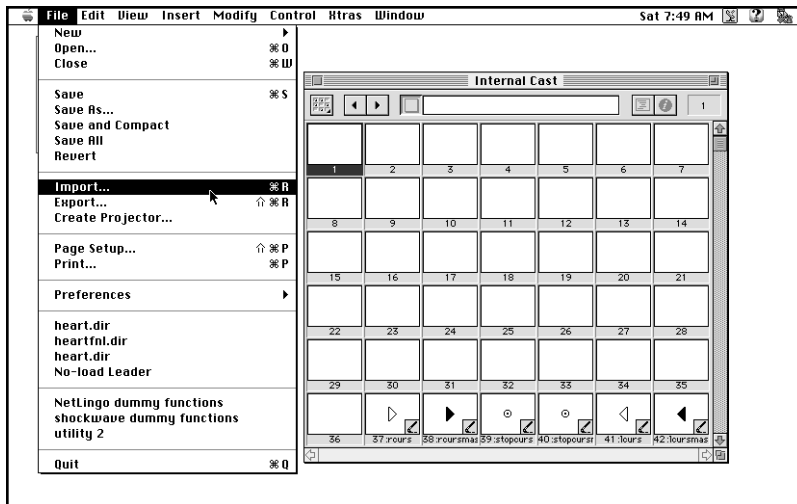 File Edit View Insert Modify Control Xtras Window Sat 7:49 AM
New
Open... ⌘O
Close ⌘W
Save ⌘S
Save As...
Save and Compact
Save All
Revert
Import... ⌘R
Export... ⇧⌘R
Create Projector...
Page Setup... ⇧⌘P
Print... ⌘P
Preferences
heart.dir
heartfnl.dir
heart.dir
No-load Leader
NetLingo dummy functions
shockwave dummy functions
utility 2
Quit ⌘Q
Internal Cast
1
1 2 3 4 5 6 7
8 9 10 11 12 13 14
15 16 17 18 19 20 21
22 23 24 25 26 27 28
29 30 31 32 33 34 35
36 37:rours 38:roursmas 39:stopours 40:stopoursm 41:lours 42:loursmas